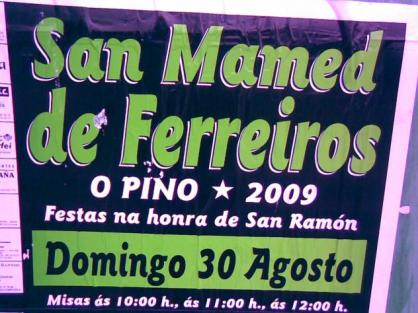 San Mamed
de Ferreiros
O PINO ★ 2009
Festas na honra de San Ramón
Domingo 30 Agosto
Misas ás 10:00 h., ás 11:00 h., ás 12:00 h.